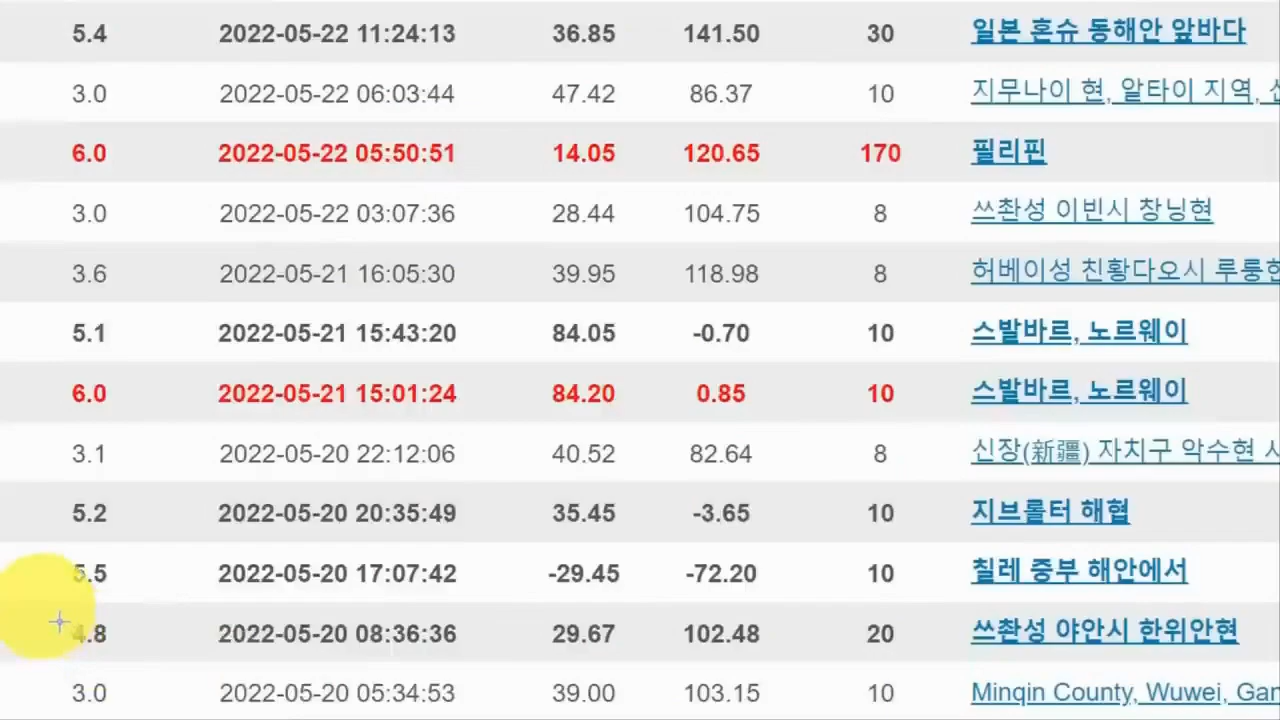 5.4 2022-05-22 11:24:13 36.85 141.50 30 일본 혼슈 동해안 앞바다
3.0 2022-05-22 06:03:44 47.42 86.37 10 지무나이 현, 알타이 지역,
6.0 2022-05-22 05:50:51 14.05 120.65 170 필리핀
3.0 2022-05-22 03:07:36 28.44 104.75 8 쓰촨성 이빈시 창닝현
3.6 2022-05-21 16:05:30 39.95 118.98 8 허베이성 친황다오시 루룽현
5.1 2022-05-21 15:43:20 84.05 -0.70 10 스발바르, 노르웨이
6.0 2022-05-21 15:01:24 84.20 0.85 10 스발바르, 노르웨이
3.1 2022-05-20 22:12:06 40.52 82.64 8 신장(新疆) 자치구 악수현
5.2 2022-05-20 20:35:49 35.45 -3.65 10 지브롤터 해협
5.5 2022-05-20 17:07:42 -29.45 -72.20 10 칠레 중부 해안에서
4.8 2022-05-20 08:36:36 29.67 102.48 20 쓰촨성 야안시 한위안현
3.0 2022-05-20 05:34:53 39.00 103.15 10 Minqin County, Wuwei,